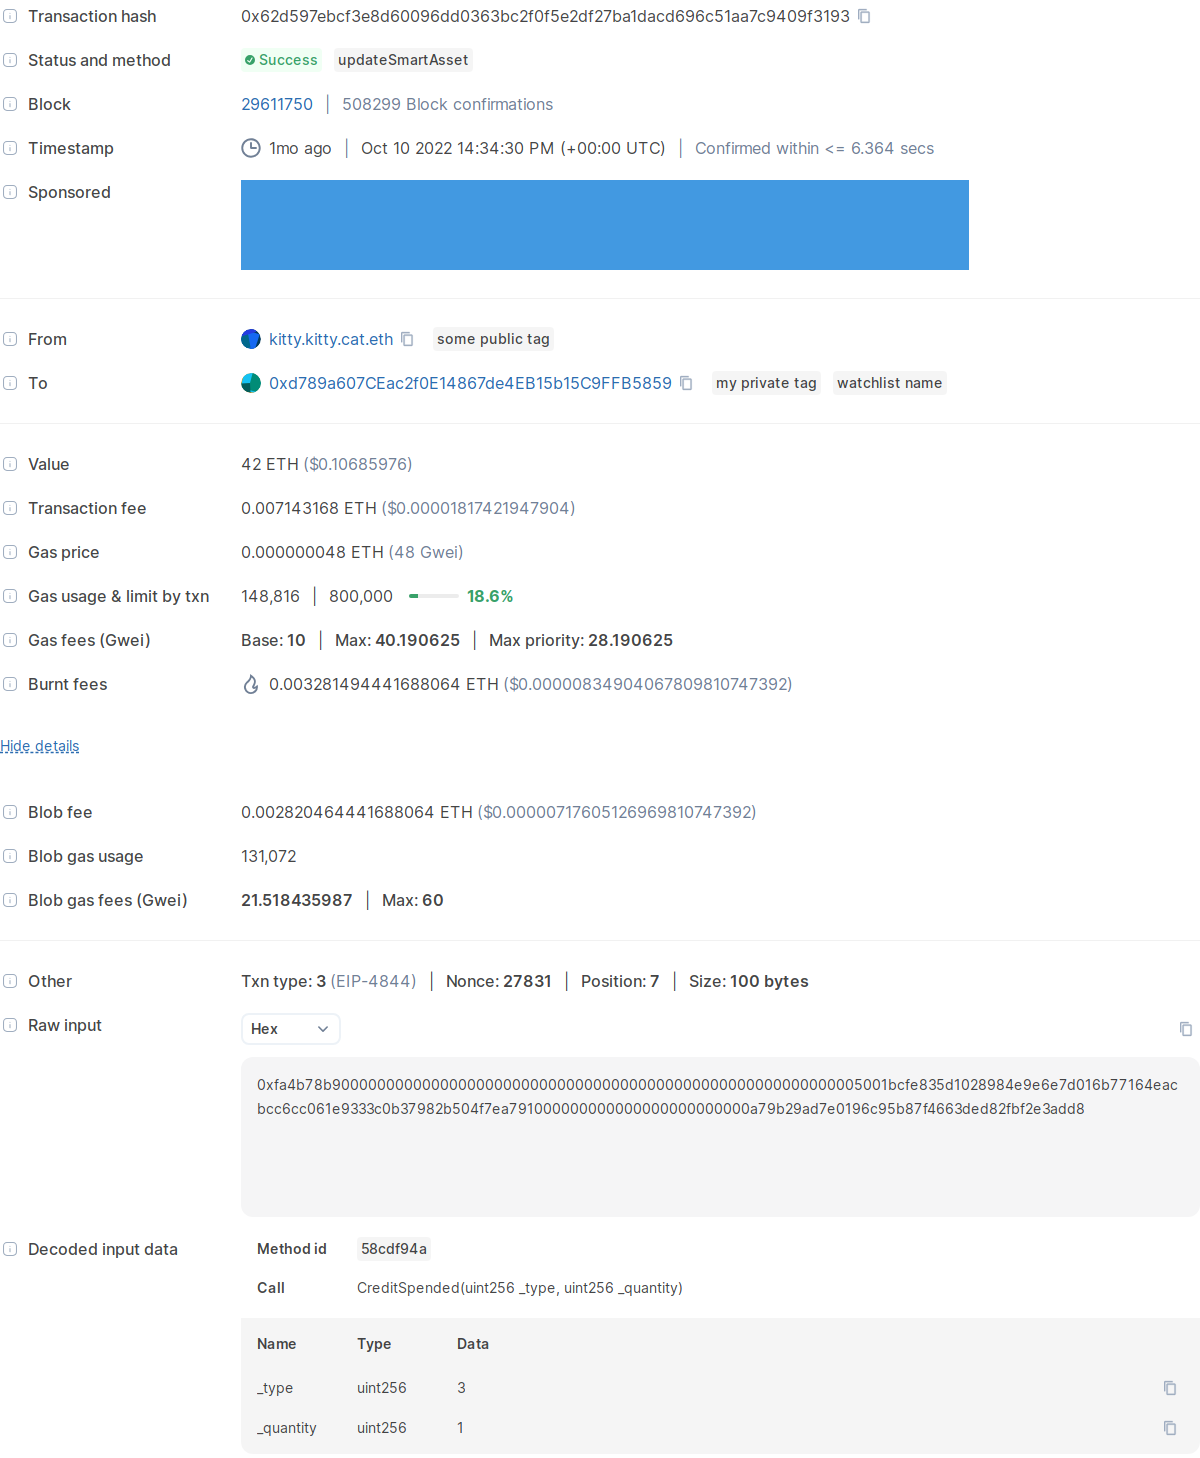 Transaction hash 0x62d597ebcf3e8d60096dd0363bc2f0f5e2df27ba1dacd696c51aa7c9409f3193
Status and method Success updateSmartAsset
Block 29611750 | 508299 Block confirmations
Timestamp 1mo ago | Oct 10 2022 14:34:30 PM (+00:00 UTC) | Confirmed within <= 6.364 secs
Sponsored
From kitty.kitty.cat.eth some public tag
To 0xd789a607CEac2f0E14867de4EB15b15C9FFB5859 my private tag watchlist name
Value 42 ETH ($0.10685976)
Transaction fee 0.007143168 ETH ($0.00001817421947904)
Gas price 0.000000048 ETH (48 Gwei)
Gas usage & limit by txn 148,816 | 800,000 18.6%
Gas fees (Gwei) Base: 10 | Max: 40.190625 | Max priority: 28.190625
Burnt fees 0.003281494441688064 ETH ($0.00000834904067809810747392)
Hide details
Blob fee 0.002820464441688064 ETH ($0.00000717605126969810747392)
Blob gas usage 131,072
Blob gas fees (Gwei) 21.518435987 | Max: 60
Other Txn type: 3 (EIP-4844) | Nonce: 27831 | Position: 7 | Size: 100 bytes
Raw input Hex
0xfa4b78b90000000000000000000000000000000000000000000000000000000005001bcfe835d1028984e9e6e7d016b77164eac
bcc6cc061e9333c0b37982b504f7ea791000000000000000000000000a79b29ad7e0196c95b87f4663ded82fbf2e3add8
Decoded input data Method id 58cdf94a
Call CreditSpended(uint256 _type, uint256 _quantity)
Name Type Data
_type uint256 3
_quantity uint256 1